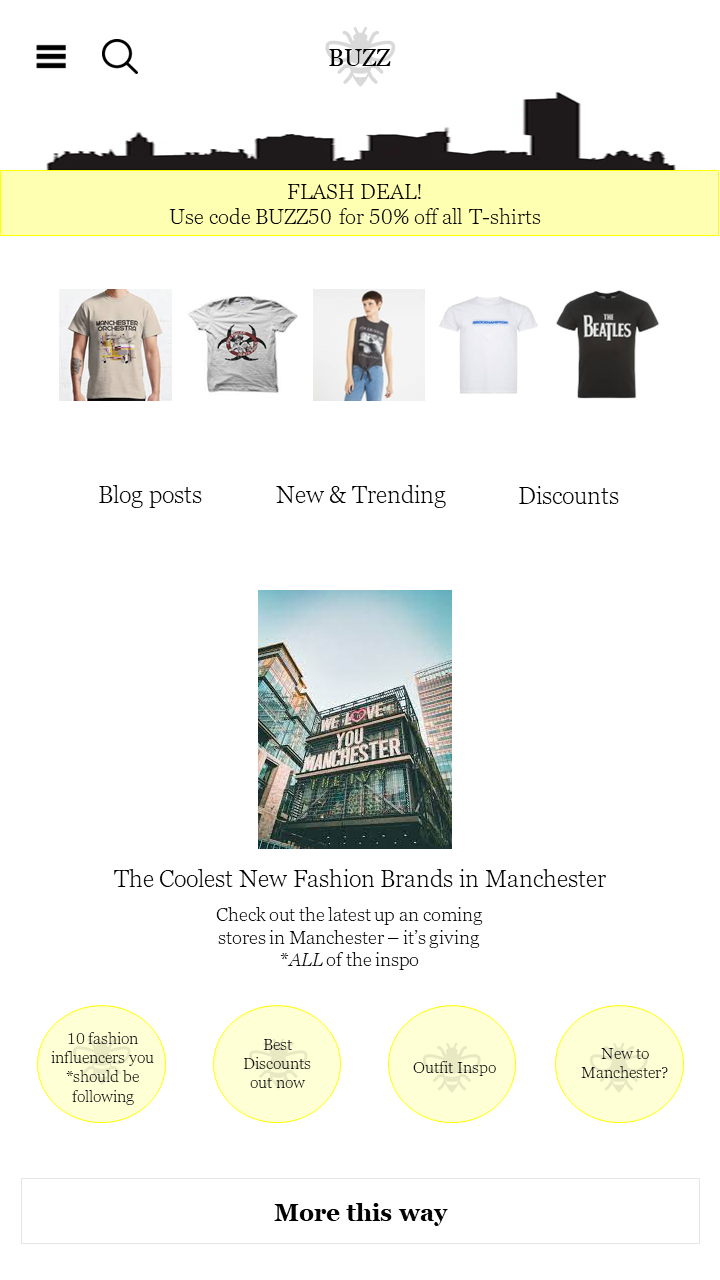 BUZZ
FLASH DEAL!
Use code BUZZ50 for 50% off all T-shirts
MANCHESTER
ORCHESTRA
BROCKHAMPTON
THE
BEATLES
Blog posts
New & Trending
Discounts
WE LOVE
YOU
MANCHESTER
THE IVY
The Coolest New Fashion Brands in Manchester
Check out the latest up an coming
stores in Manchester – it’s giving
*ALL of the inspo
10 fashion
influencers you
*should be
following
Best
Discounts
out now
Outfit Inspo
New to
Manchester?
More this way